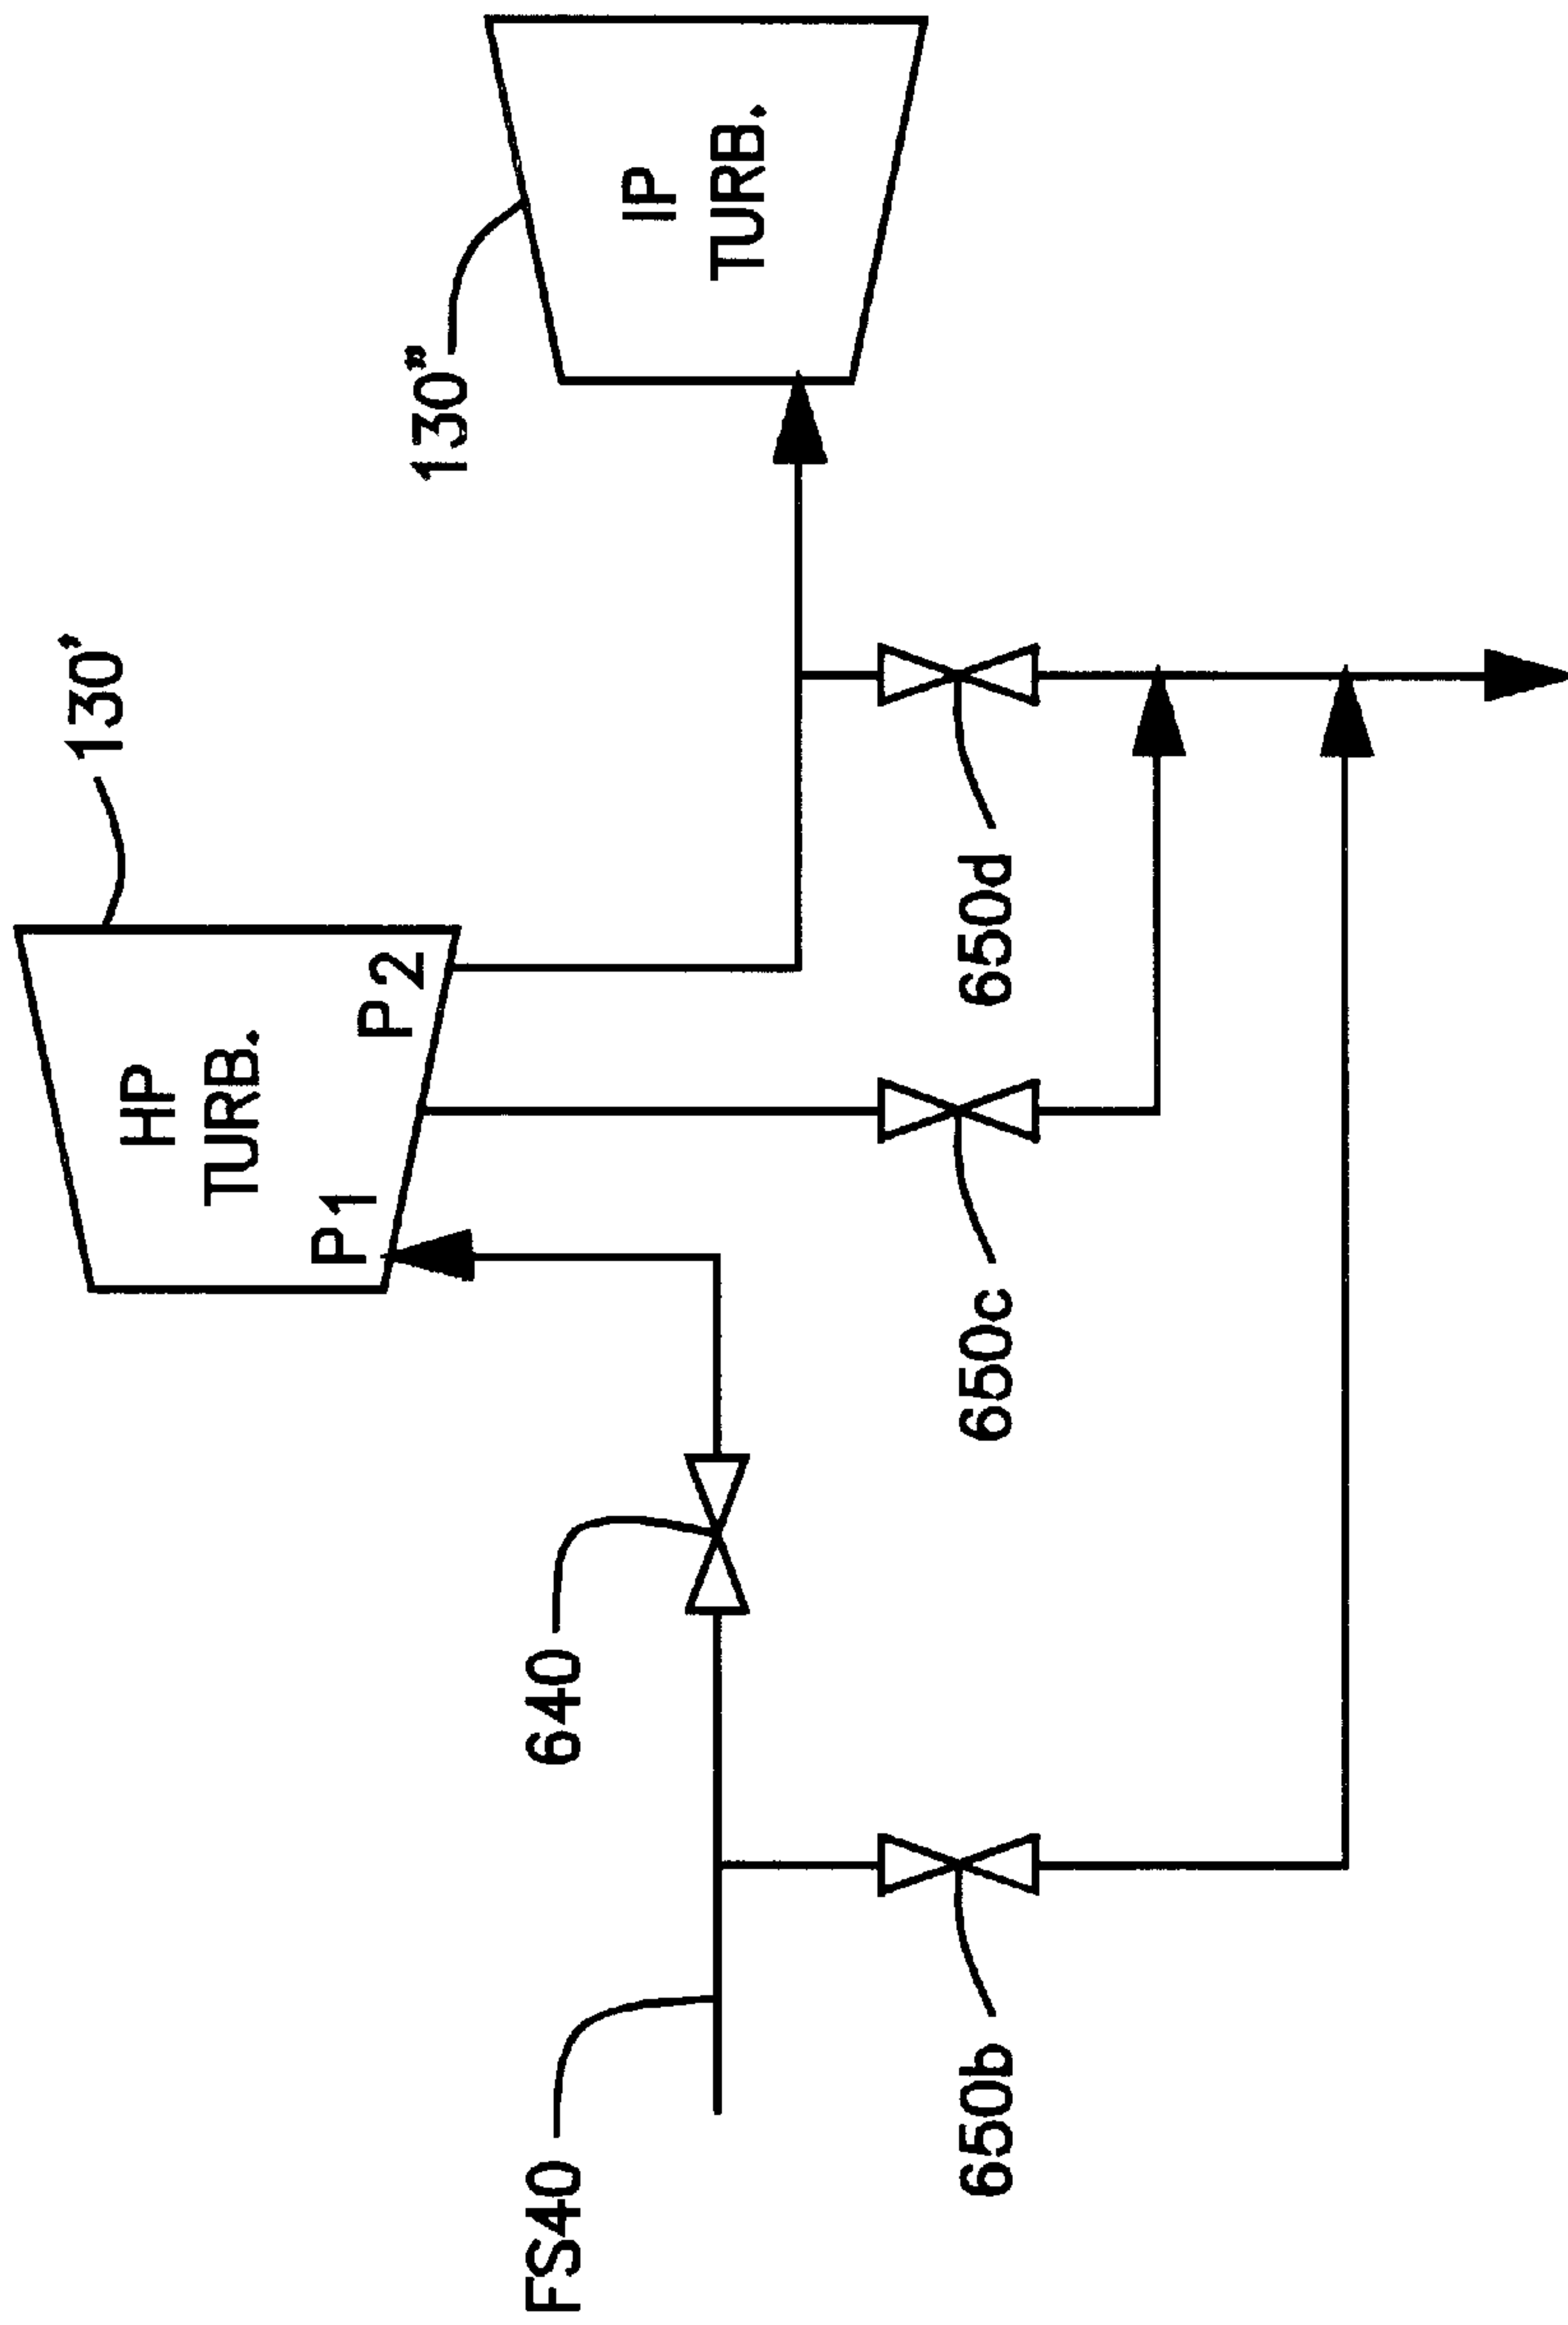 130'
HP
TURB.
P1
P2
130"
IP
TURB.
640
FS40
650b
650c
650d